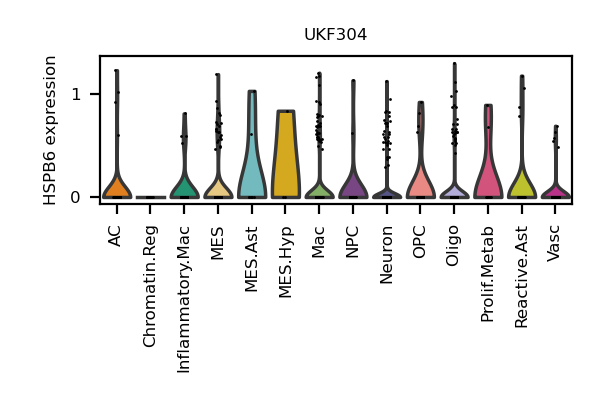 UKF304
HSPB6 expression
1
0
AC
Chromatin.Reg
Inflammatory.Mac
MES
MES.Ast
MES.Hyp
Mac
NPC
Neuron
OPC
Oligo
Prolif.Metab
Reactive.Ast
Vasc